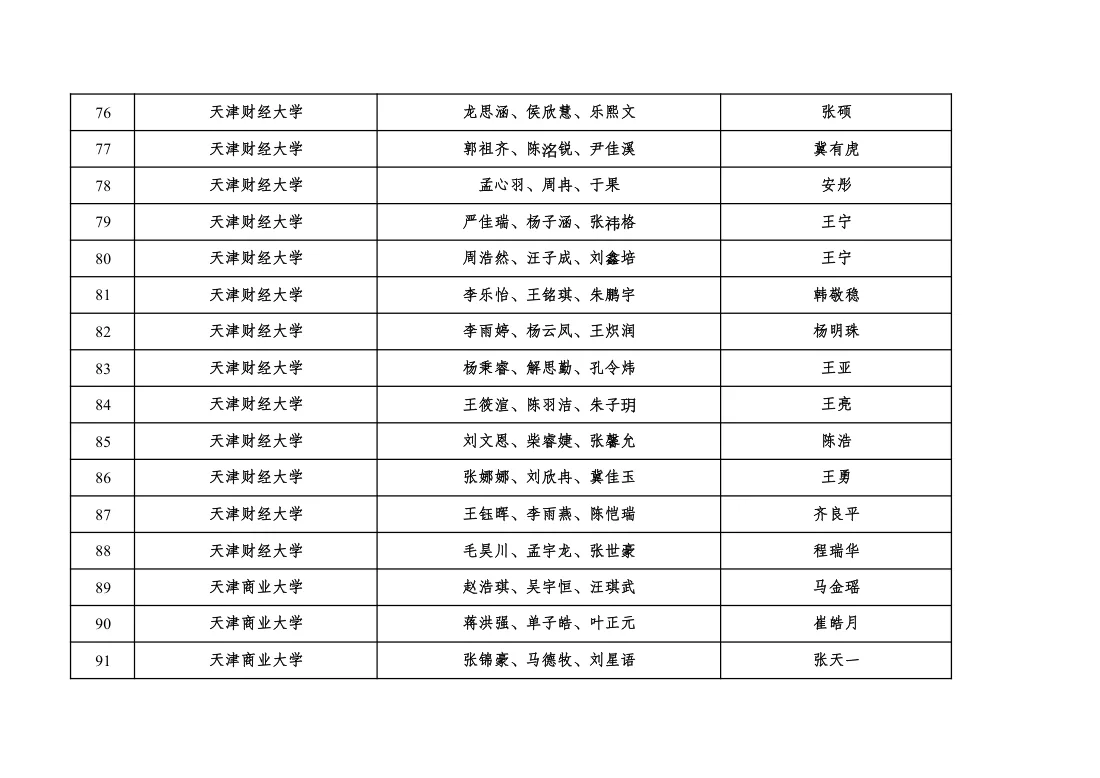 76 天津财经大学 龙思涵、侯欣慧、乐熙文 张硕
77 天津财经大学 郭祖齐、陈洺锐、尹佳溪 冀有虎
78 天津财经大学 孟心羽、周冉、于果 安彤
79 天津财经大学 严佳瑞、杨子涵、张祎格 王宁
80 天津财经大学 周浩然、汪子成、刘鑫培 王宁
81 天津财经大学 李乐怡、王铭琪、朱鹏宇 韩敬稳
82 天津财经大学 李雨婷、杨云凤、王炽润 杨明珠
83 天津财经大学 杨秉睿、解思勤、孔令炜 王亚
84 天津财经大学 王筱渲、陈羽洁、朱子玥 王亮
85 天津财经大学 刘文恩、柴睿婕、张馨允 陈浩
86 天津财经大学 张娜娜、刘欣冉、冀佳玉 王勇
87 天津财经大学 王钰晖、李雨燕、陈恺瑞 齐良平
88 天津财经大学 毛昊川、孟宇龙、张世豪 程瑞华
89 天津商业大学 赵浩琪、吴宇恒、汪琪武 马金瑶
90 天津商业大学 蒋洪强、单子皓、叶正元 崔皓月
91 天津商业大学 张锦豪、马德牧、刘星语 张天一